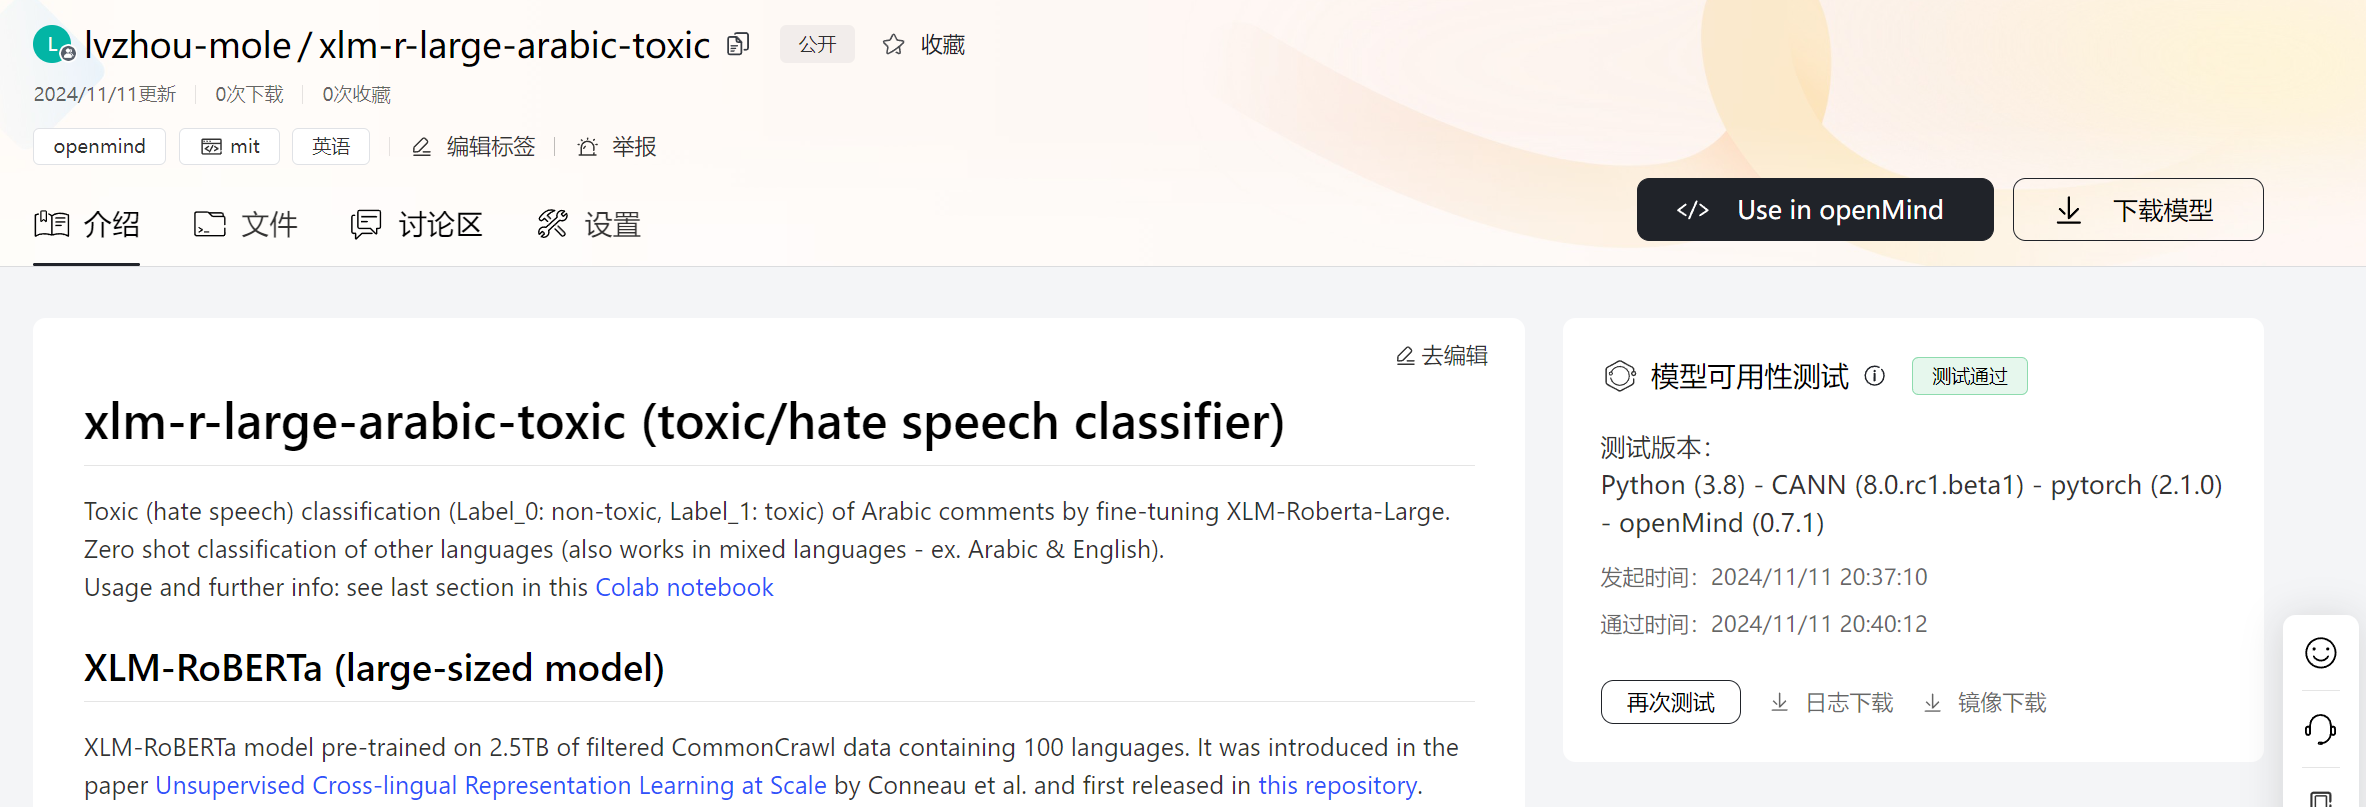 L lvzhou-mole / xlm-r-large-arabic-toxic 公开 收藏
2024/11/11更新 0次下载 0次收藏
openmind mit 英语 编辑标签 举报
介绍 文件 讨论区 设置
Use in openMind 下载模型
去编辑
xlm-r-large-arabic-toxic (toxic/hate speech classifier)
Toxic (hate speech) classification (Label_0: non-toxic, Label_1: toxic) of Arabic comments by fine-tuning XLM-Roberta-Large.
Zero shot classification of other languages (also works in mixed languages - ex. Arabic & English).
Usage and further info: see last section in this Colab notebook
XLM-RoBERTa (large-sized model)
XLM-RoBERTa model pre-trained on 2.5TB of filtered CommonCrawl data containing 100 languages. It was introduced in the
paper Unsupervised Cross-lingual Representation Learning at Scale by Conneau et al. and first released in this repository.
模型可用性测试 测试通过
测试版本：
Python (3.8) - CANN (8.0.rc1.beta1) - pytorch (2.1.0)
- openMind (0.7.1)
发起时间：2024/11/11 20:37:10
通过时间：2024/11/11 20:40:12
再次测试 日志下载 镜像下载